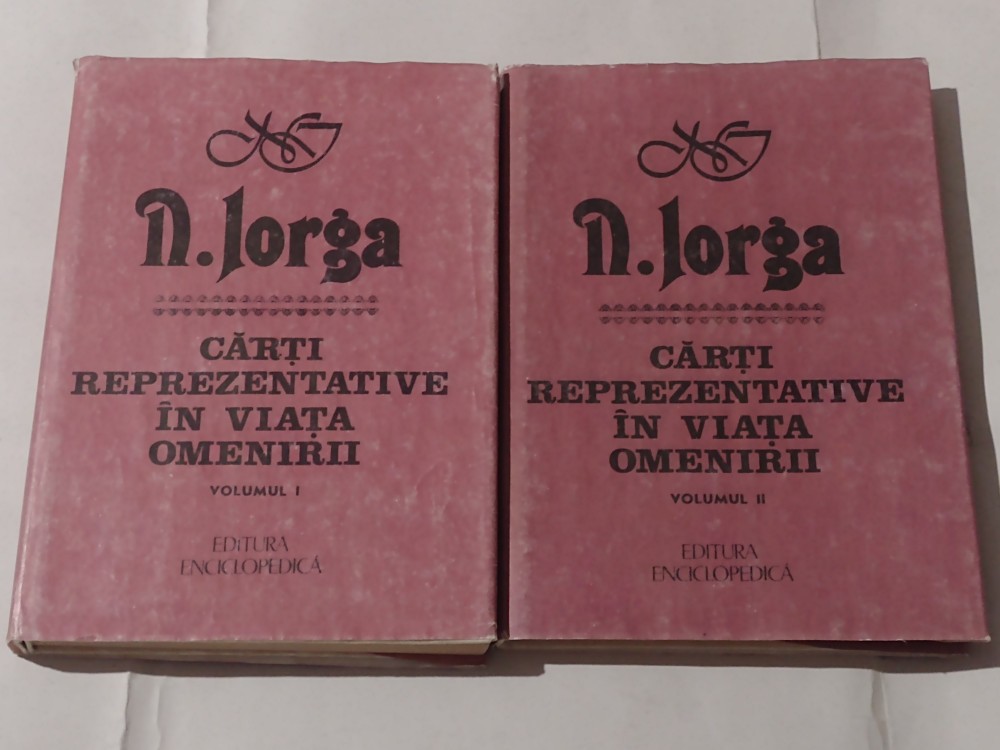 N. Iorga
CĂRȚI
REPREZENTATIVE
ÎN VIAȚA
OMENIRII
VOLUMUL I
EDITURA
ENCICLOPEDICĂ
N. Iorga
CĂRȚI
REPREZENTATIVE
ÎN VIAȚA
OMENIRII
VOLUMUL II
EDITURA
ENCICLOPEDICĂ